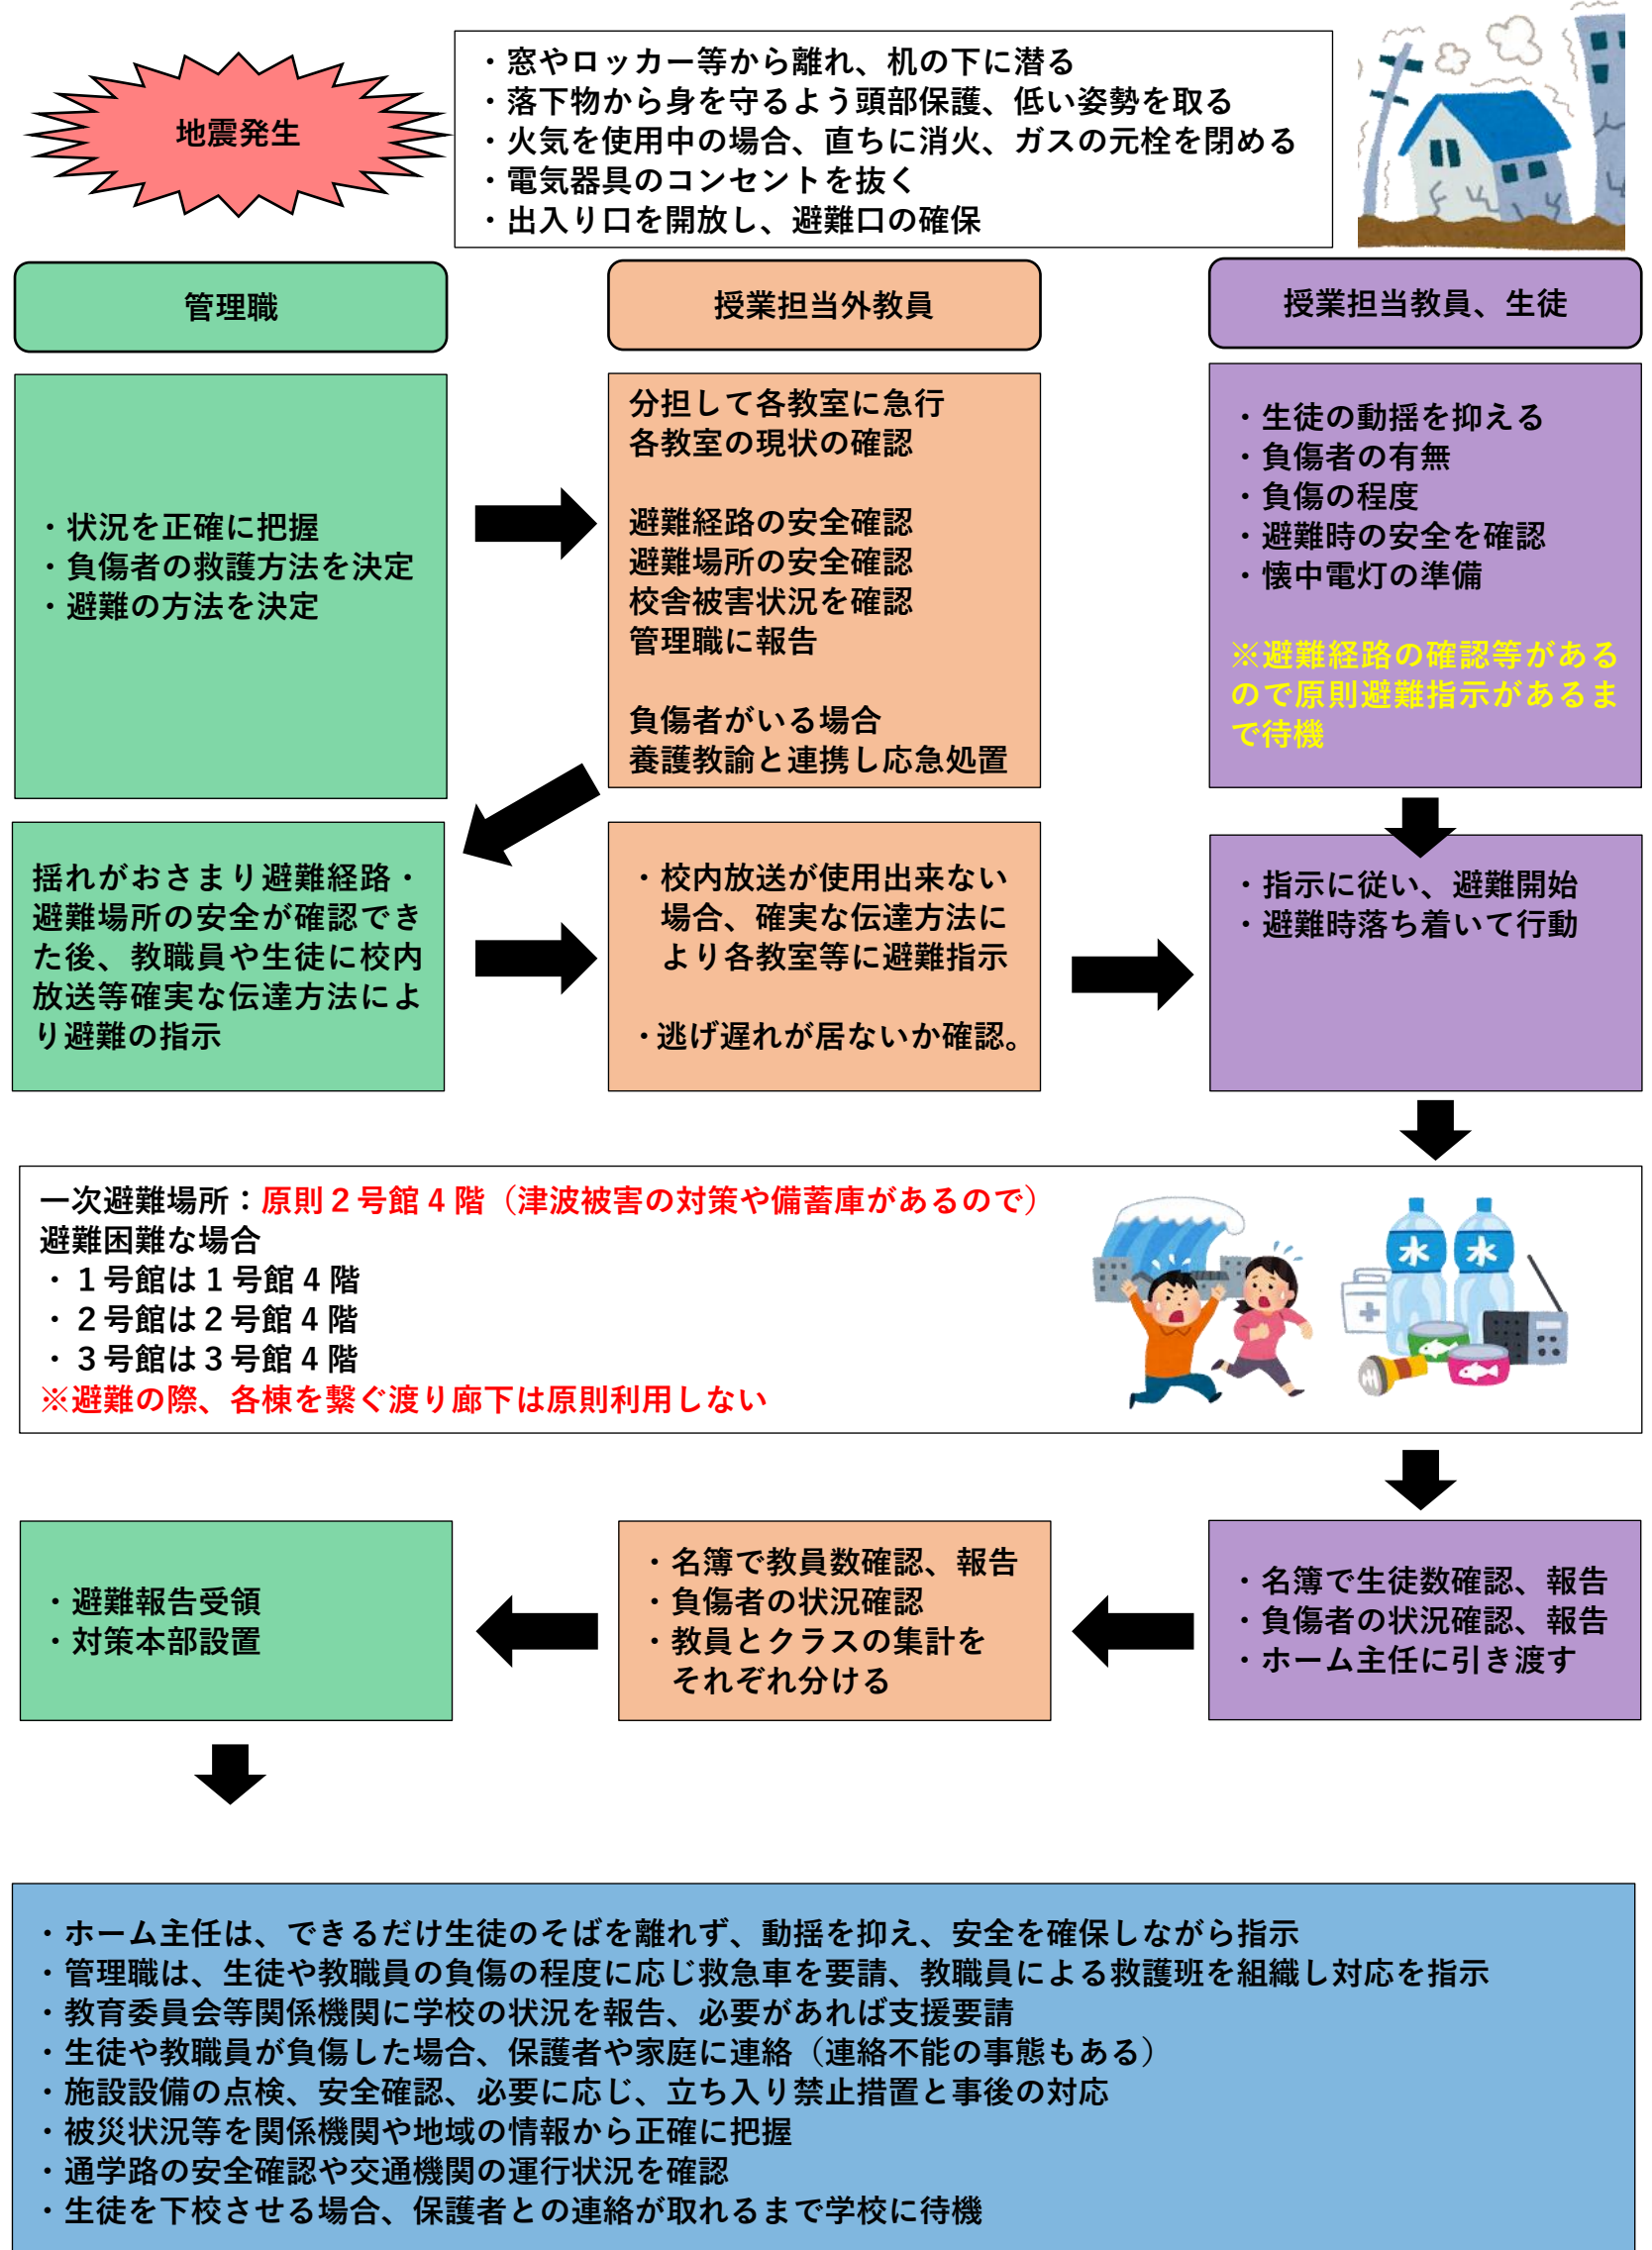 地震発生
・窓やロッカー等から離れ、机の下に潜る
・落下物から身を守るよう頭部保護、低い姿勢を取る
・火気を使用中の場合、直ちに消火、ガスの元栓を閉める
・電気器具のコンセントを抜く
・出入り口を開放し、避難口の確保
管理職
授業担当外教員
授業担当教員、生徒
・状況を正確に把握
・負傷者の救護方法を決定
・避難の方法を決定
分担して各教室に急行
各教室の現状の確認
避難経路の安全確認
避難場所の安全確認
校舎被害状況を確認
管理職に報告
負傷者がいる場合
養護教諭と連携し応急処置
・生徒の動揺を抑える
・負傷者の有無
・負傷の程度
・避難時の安全を確認
・懐中電灯の準備
※避難経路の確認等がある
ので原則避難指示があるま
で待機
揺れがおさまり避難経路・
避難場所の安全が確認でき
た後、教職員や生徒に校内
放送等確実な伝達方法によ
り避難の指示
・校内放送が使用出来ない
場合、確実な伝達方法に
より各教室等に避難指示
・逃げ遅れが居ないか確認。
・指示に従い、避難開始
・避難時落ち着いて行動
一次避難場所：原則２号館4階（津波被害の対策や備蓄庫があるので）
避難困難な場合
・１号館は１号館4階
・２号館は２号館4階
・３号館は３号館4階
※避難の際、各棟を繋ぐ渡り廊下は原則利用しない
水 水
・避難報告受領
・対策本部設置
・名簿で教員数確認、報告
・負傷者の状況確認
・教員とクラスの集計を
それぞれ分ける
・名簿で生徒数確認、報告
・負傷者の状況確認、報告
・ホーム主任に引き渡す
・ホーム主任は、できるだけ生徒のそばを離れず、動揺を抑え、安全を確保しながら指示
・管理職は、生徒や教職員の負傷の程度に応じ救急車を要請、教職員による救護班を組織し対応を指示
・教育委員会等関係機関に学校の状況を報告、必要があれば支援要請
・生徒や教職員が負傷した場合、保護者や家庭に連絡（連絡不能の事態もある）
・施設設備の点検、安全確認、必要に応じ、立ち入り禁止措置と事後の対応
・被災状況等を関係機関や地域の情報から正確に把握
・通学路の安全確認や交通機関の運行状況を確認
・生徒を下校させる場合、保護者との連絡が取れるまで学校に待機